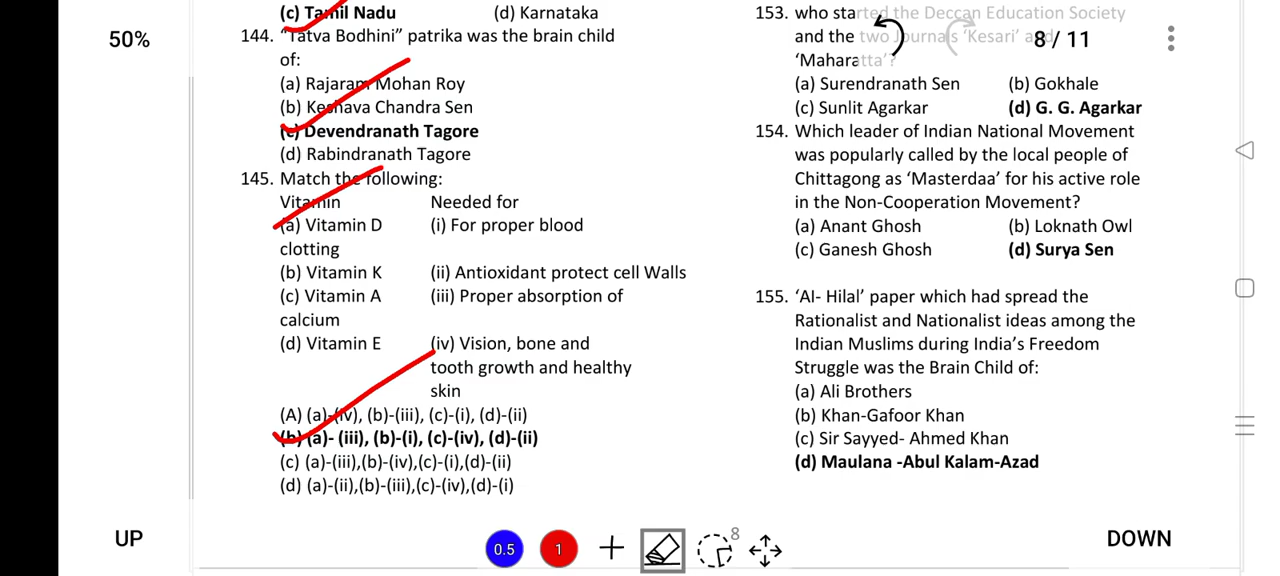 50%
(c) Tamil Nadu (d) Karnataka
144. “Tatva Bodhini” patrika was the brain child
of:
(a) Rajaram Mohan Roy
(b) Keshava Chandra Sen
(c) Devendranath Tagore
(d) Rabindranath Tagore
145. Match the following:
Vitamin Needed for
(a) Vitamin D (i) For proper blood
clotting
(b) Vitamin K (ii) Antioxidant protect cell Walls
(c) Vitamin A (iii) Proper absorption of
calcium
(d) Vitamin E (iv) Vision, bone and
tooth growth and healthy
skin
(A) (a)-(iv), (b)-(iii), (c)-(i), (d)-(ii)
(b) (a)- (iii), (b)-(i), (c)-(iv), (d)-(ii)
(c) (a)-(iii),(b)-(iv),(c)-(i),(d)-(ii)
(d) (a)-(ii),(b)-(iii),(c)-(iv),(d)-(i)
153. who started the Deccan Education Society
and the two Journals ‘Kesari’ and
‘Maharatta’?
8 / 11
(a) Surendranath Sen (b) Gokhale
(c) Sunlit Agarkar (d) G. G. Agarkar
154. Which leader of Indian National Movement
was popularly called by the local people of
Chittagong as ‘Masterdaa’ for his active role
in the Non-Cooperation Movement?
(a) Anant Ghosh (b) Loknath Owl
(c) Ganesh Ghosh (d) Surya Sen
155. ‘AI- Hilal’ paper which had spread the
Rationalist and Nationalist ideas among the
Indian Muslims during India’s Freedom
Struggle was the Brain Child of:
(a) Ali Brothers
(b) Khan-Gafoor Khan
(c) Sir Sayyed- Ahmed Khan
(d) Maulana -Abul Kalam-Azad
UP
0.5
1
8
DOWN